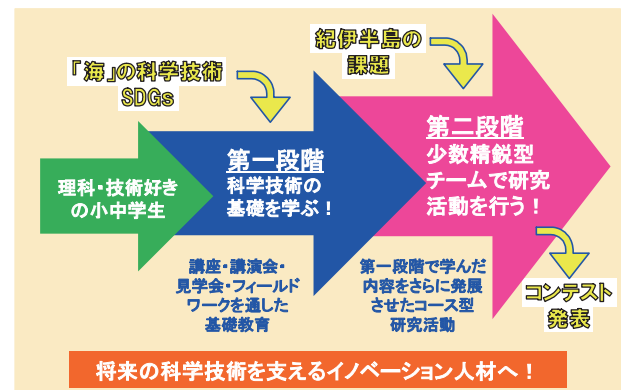 「海」の科学技術
SDGs
紀伊半島の
課題
理科・技術好き
の小中学生
第一段階
科学技術の
基礎を学ぶ！
第二段階
少数精鋭型
チームで研究
活動を行う！
講座・講演会・
見学会・フィールド
ワークを通した
基礎教育
第一段階で学んだ
内容をさらに発展
させたコース型
研究活動
コンテスト
発表
将来の科学技術を支えるイノベーション人材へ！